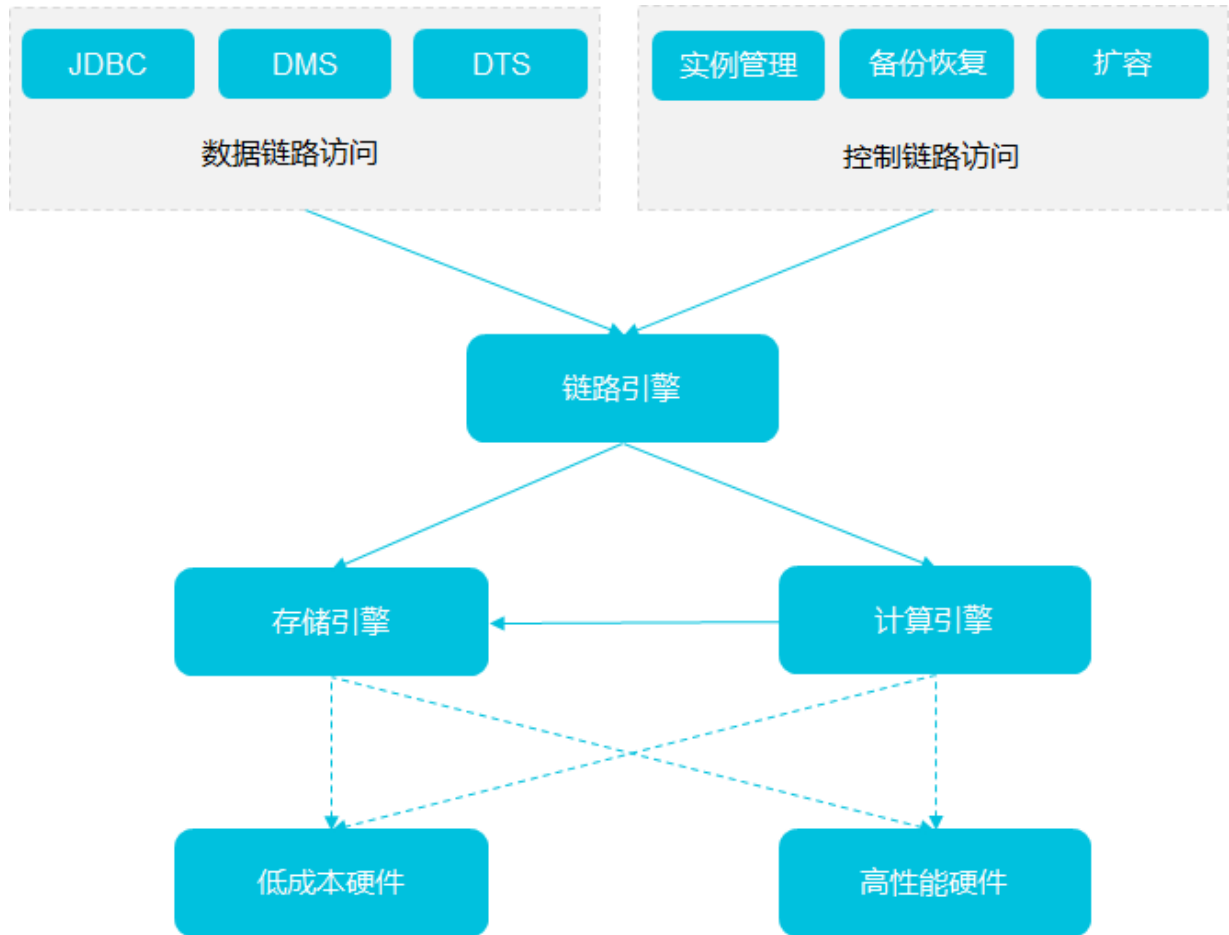 JDBC
DMS
DTS
数据链路访问
实例管理
备份恢复
扩容
控制链路访问
链路引擎
存储引擎
计算引擎
低成本硬件
高性能硬件